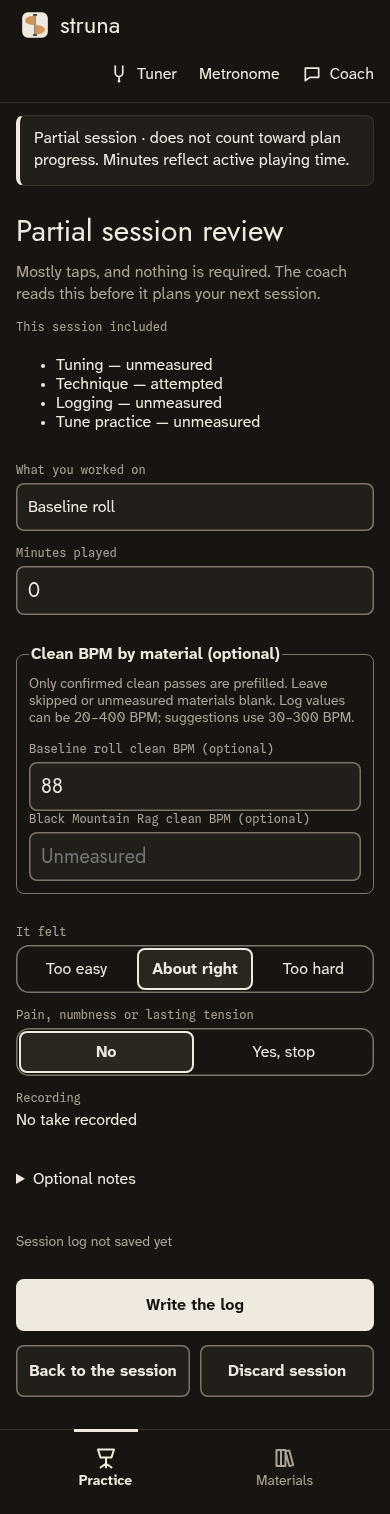 struna
Tuner
Metronome
Coach
Partial session · does not count toward plan
progress. Minutes reflect active playing time.
Partial session review
Mostly taps, and nothing is required. The coach
reads this before it plans your next session.
This session included
• Tuning — unmeasured
• Technique — attempted
• Logging — unmeasured
• Tune practice — unmeasured
What you worked on
Baseline roll
Minutes played
0
Clean BPM by material (optional)
Only confirmed clean passes are prefilled. Leave
skipped or unmeasured materials blank. Log values
can be 20–400 BPM; suggestions use 30–300 BPM.
Baseline roll clean BPM (optional)
88
Black Mountain Rag clean BPM (optional)
Unmeasured
It felt
Too easy
About right
Too hard
Pain, numbness or lasting tension
No
Yes, stop
Recording
No take recorded
Optional notes
Session log not saved yet
Write the log
Back to the session
Discard session
Practice
Materials